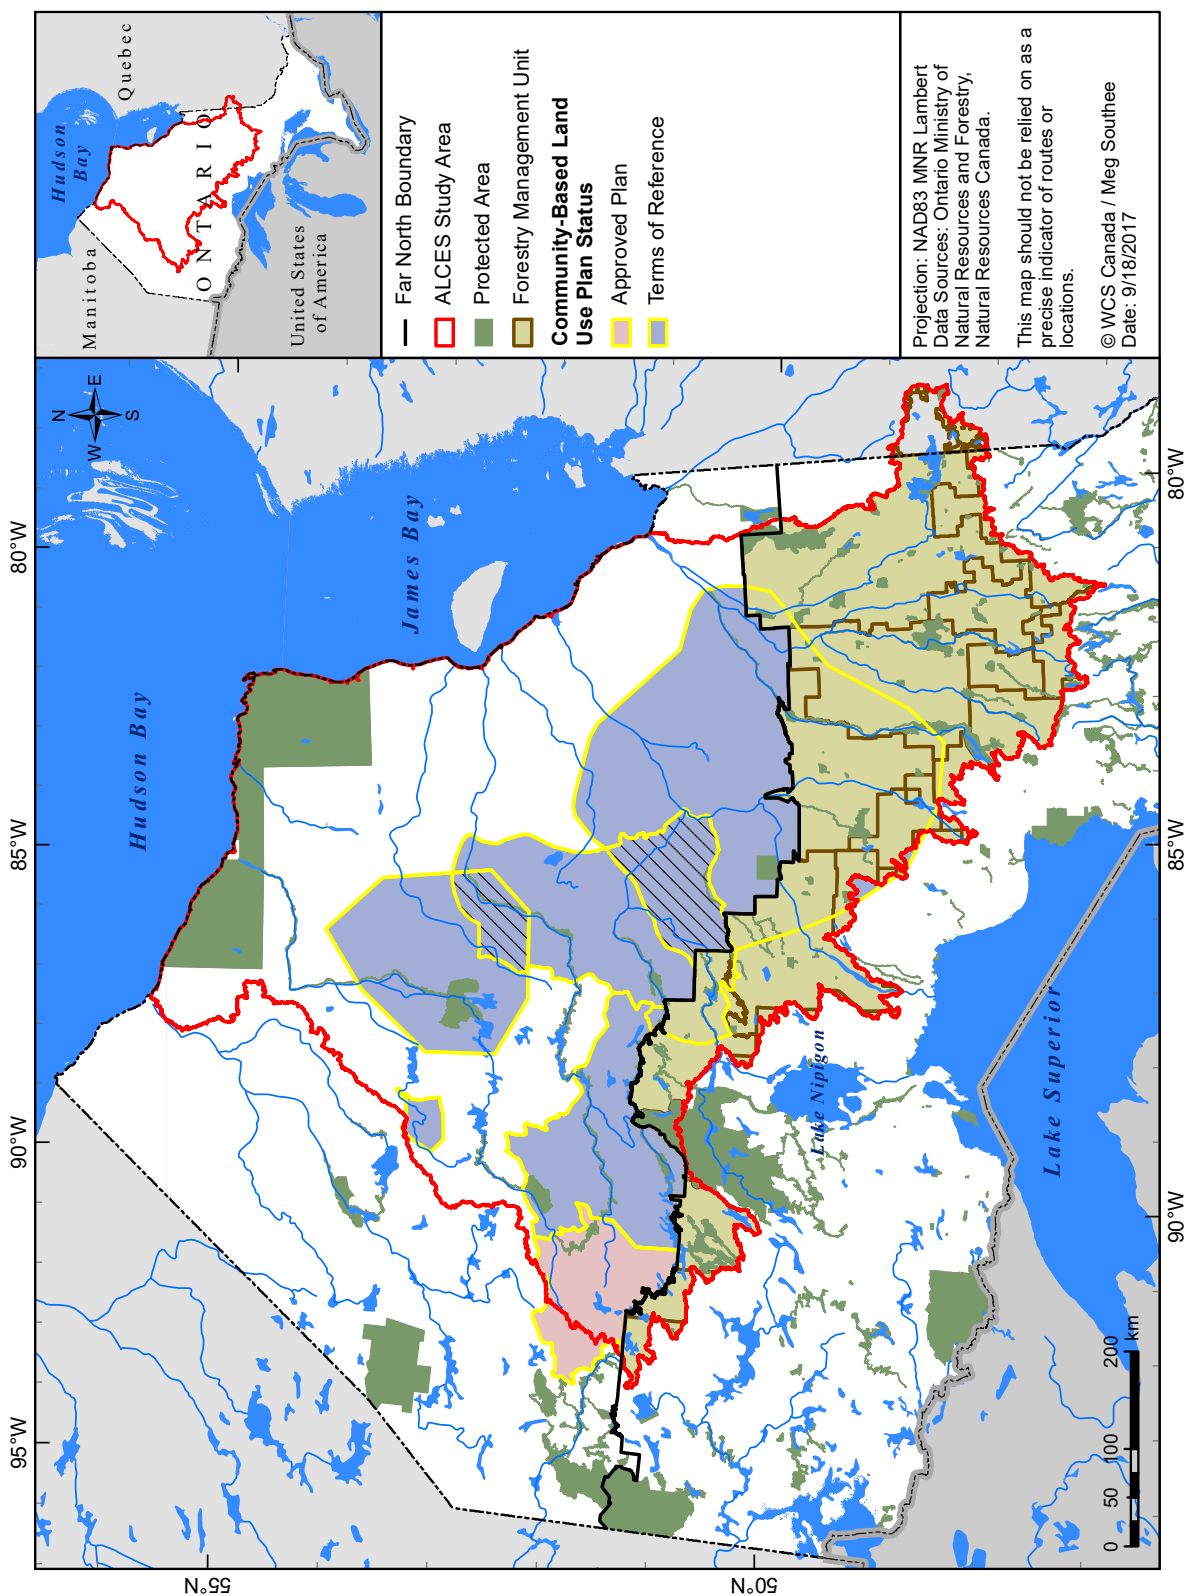 Hudson
Bay
Quebec
Manitoba
ONTARIO
United States
of America
Far North Boundary
ALCES Study Area
Protected Area
Forestry Management Unit
Community-Based Land
Use Plan Status
Approved Plan
Terms of Reference
Projection: NAD83 MNR Lambert
Data Sources: Ontario Ministry of
Natural Resources and Forestry,
Natural Resources Canada.
This map should not be relied on as a
precise indicator of routes or
locations.
© WCS Canada / Meg Southee
Date: 9/18/2017
95°W
90°W
85°W
80°W
N
W
E
S
Hudson Bay
James Bay
55°N
50°N
Lake Nipigon
Lake Superior
0 50 100 200
km
90°W
85°W
80°W